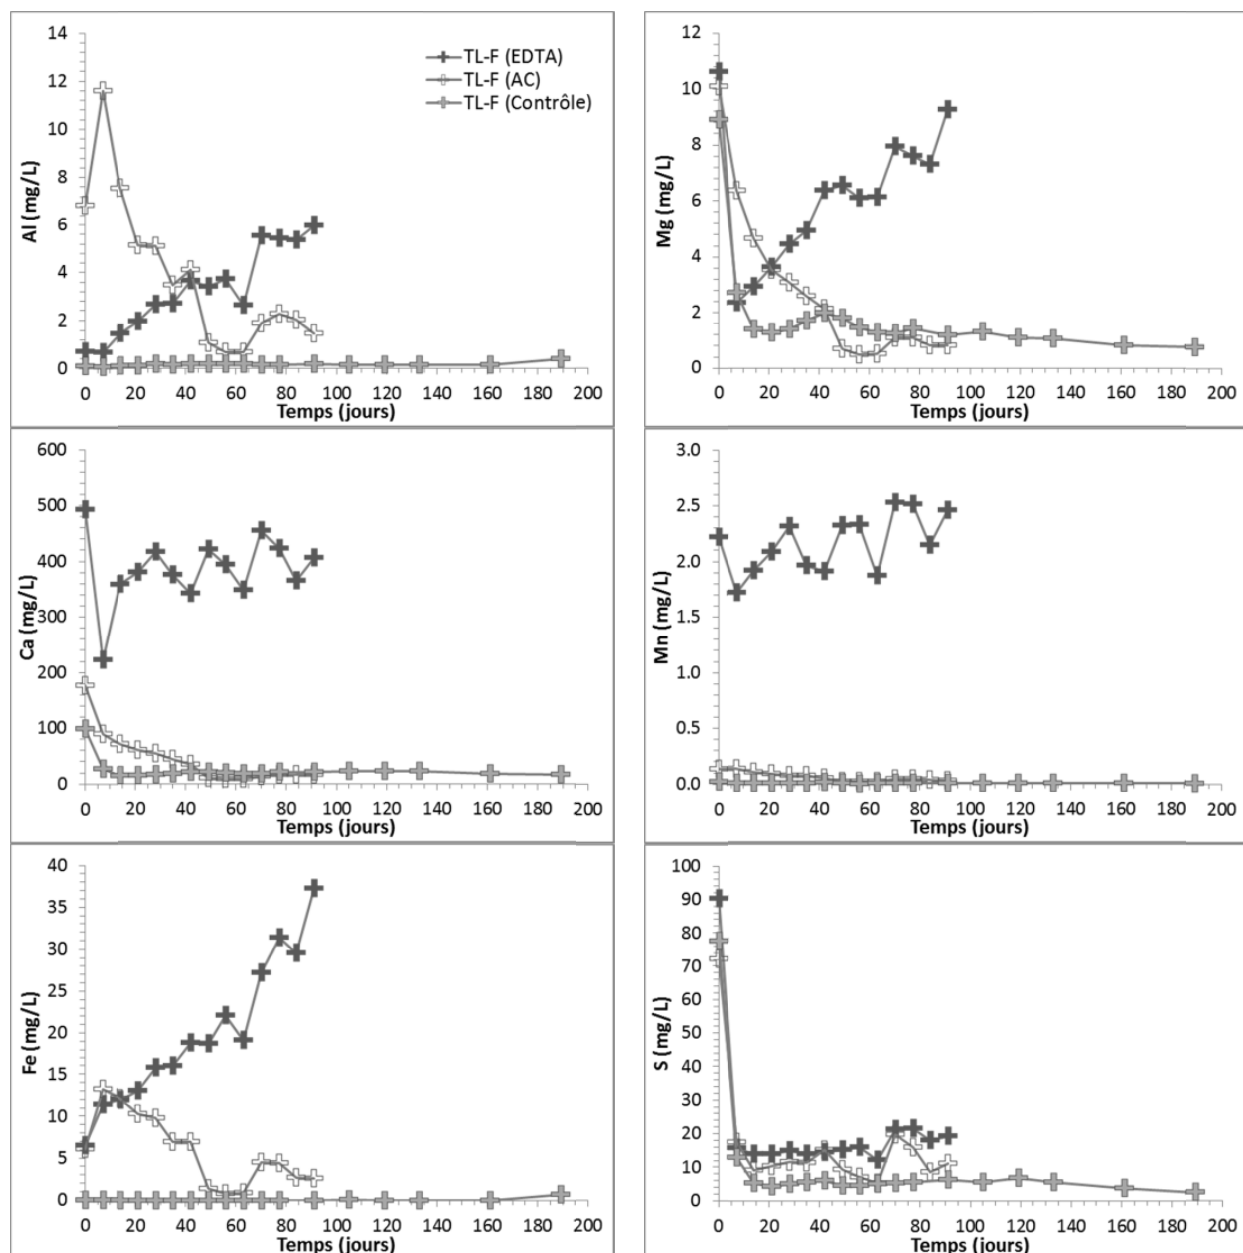 14
12
10
8
6
4
2
0
Al (mg/L)
TL-F (EDTA)
TL-F (AC)
TL-F (Contrôle)
0 20 40 60 80 100 120 140 160 180 200
Temps (jours)
12
10
8
6
4
2
0
Mg (mg/L)
0 20 40 60 80 100 120 140 160 180 200
Temps (jours)
600
500
400
300
200
100
0
Ca (mg/L)
0 20 40 60 80 100 120 140 160 180 200
Temps (jours)
3.0
2.5
2.0
1.5
1.0
0.5
0.0
Mn (mg/L)
0 20 40 60 80 100 120 140 160 180 200
Temps (jours)
40
35
30
25
20
15
10
5
0
Fe (mg/L)
0 20 40 60 80 100 120 140 160 180 200
Temps (jours)
100
90
80
70
60
50
40
30
20
10
0
S (mg/L)
0 20 40 60 80 100 120 140 160 180 200
Temps (jours)